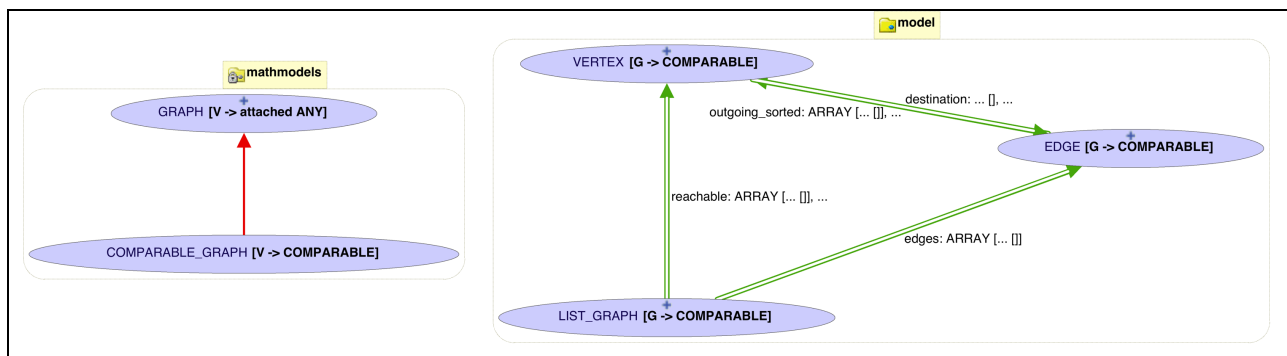 mathmodels
GRAPH [V -> attached ANY]
COMPARABLE_GRAPH [V -> COMPARABLE]
model
VERTEX [G -> COMPARABLE]
destination: ... [], ...
outgoing_sorted: ARRAY [... []], ...
EDGE [G -> COMPARABLE]
reachable: ARRAY [... []], ...
edges: ARRAY [... []]
LIST_GRAPH [G -> COMPARABLE]